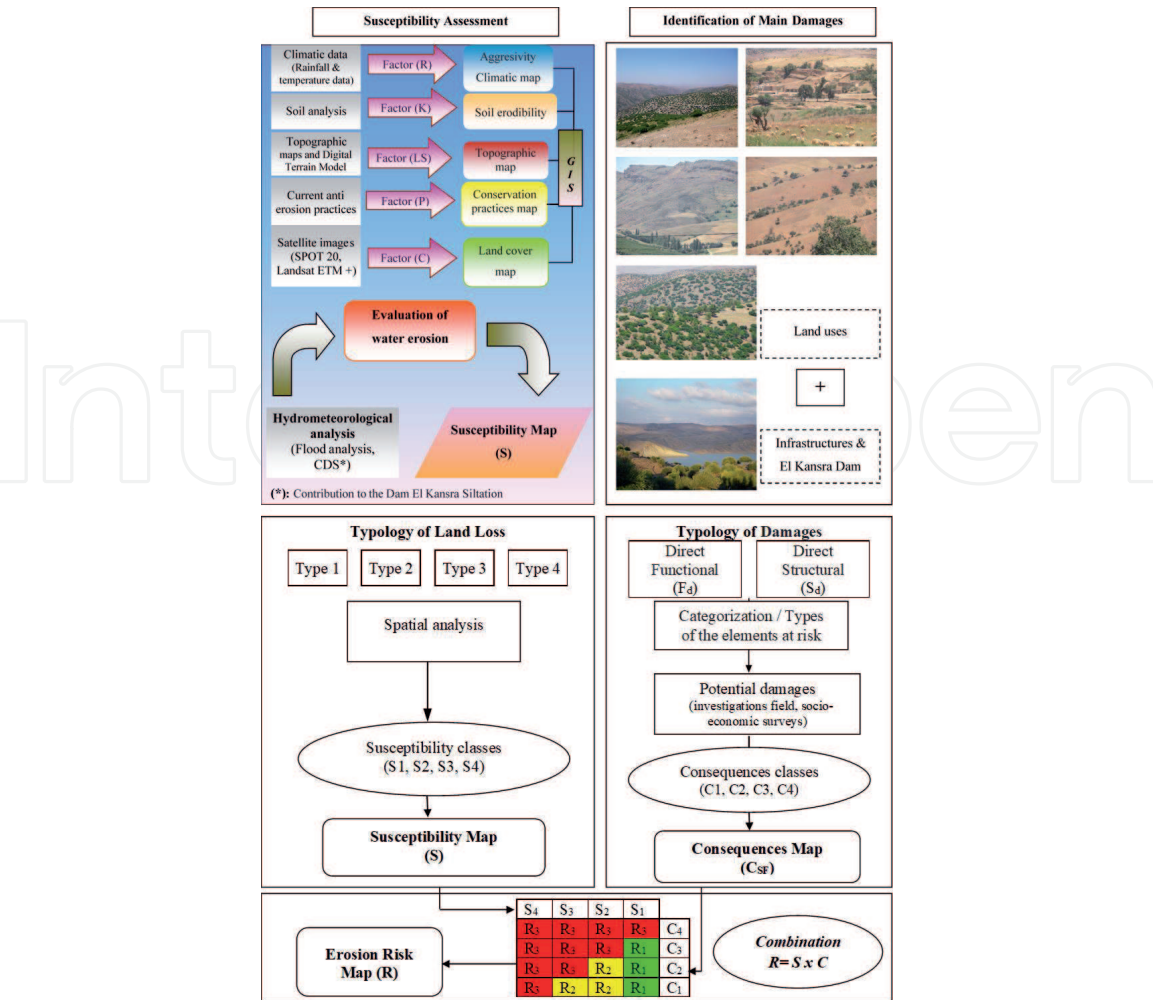 Susceptibility Assessment
Climatic data
(Rainfall &
temperature data)
Factor (R)
Aggresivity
Climatic map
Soil analysis
Factor (K)
Soil erodibility
Topographic
maps and Digital
Terrain Model
Factor (LS)
Topographic
map
Current anti
erosion practices
Factor (P)
Conservation
practices map
Satellite images
(SPOT 20,
Landsat ETM +)
Factor (C)
Land cover
map
G
I
S
Evaluation of
water erosion
Hydrometeorological
analysis
(Flood analysis,
CDS*)
Susceptibility Map
(S)
(*): Contribution to the Dam El Kansra Siltation
Identification of Main Damages
Land uses
+
Infrastructures &
El Kansra Dam
Typology of Land Loss
Type 1 Type 2 Type 3 Type 4
Spatial analysis
Susceptibility classes
(S1, S2, S3, S4)
Susceptibility Map
(S)
Typology of Damages
Direct
Functional
(Fd)
Direct
Structural
(Sd)
Categorization / Types
of the elements at risk
Potential damages
(investigations field, socio-
economic surveys)
Consequences classes
(C1, C2, C3, C4)
Consequences Map
(CSF)
Erosion Risk
Map (R)
S4 S3 S2 S1
R3 R3 R3 R3 C4
R3 R3 R3 R1 C3
R3 R3 R2 R1 C2
R3 R2 R2 R1 C1
Combination
R= S x C